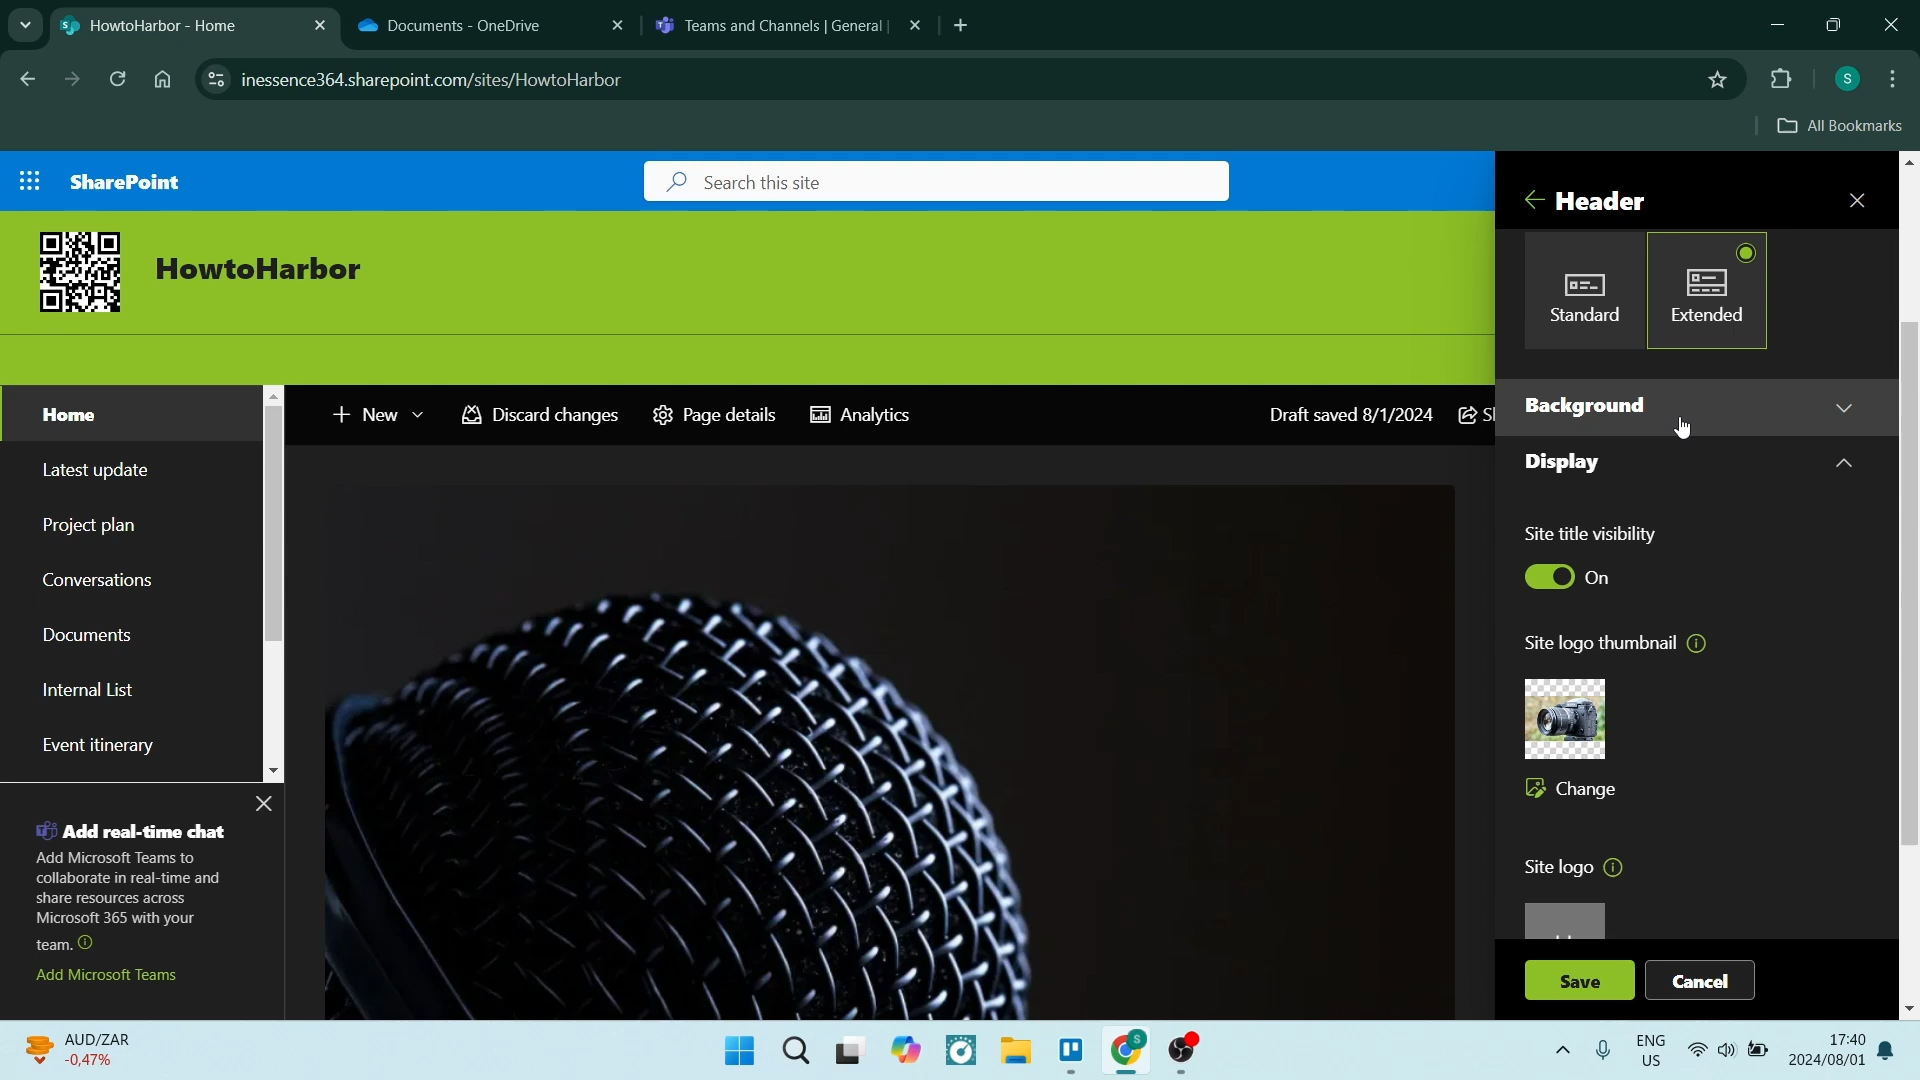 HowtoHarbor - Home
Documents - OneDrive
Teams and Channels | General |
inessence364.sharepoint.com/sites/HowtoHarbor
S
All Bookmarks
SharePoint
Search this site
Header
HowtoHarbor
Standard
Extended
Home
New
Discard changes
Page details
Analytics
Draft saved 8/1/2024
Background
Latest update
Display
Project plan
Site title visibility
Conversations
On
Documents
Site logo thumbnail
Internal List
Event itinerary
Change
Add real-time chat
Add Microsoft Teams to
collaborate in real-time and
share resources across
Microsoft 365 with your
team.
Site logo
Add Microsoft Teams
Save
Cancel
AUD/ZAR
-0,47%
S
ENG
US
17:40
2024/08/01